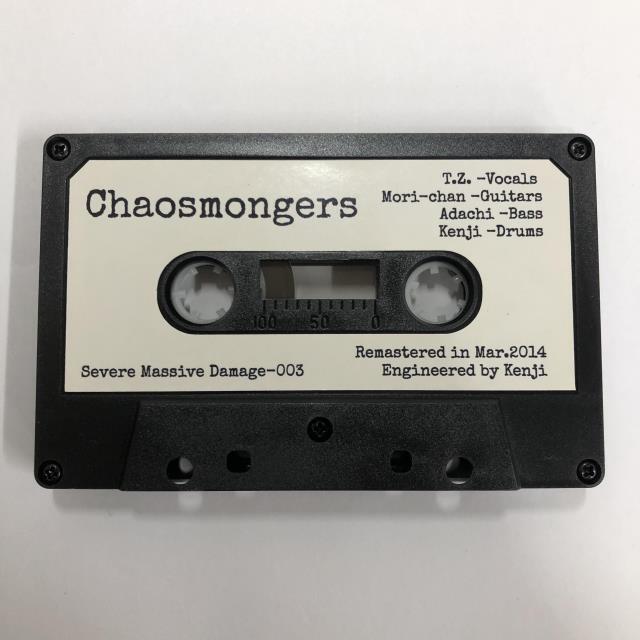 Chaosmongers
T.Z. -Vocals
Mori-chan -Guitars
Adachi -Bass
Kenji -Drums
100 50 0
Severe Massive Damage-003
Remastered in Mar.2014
Engineered by Kenji